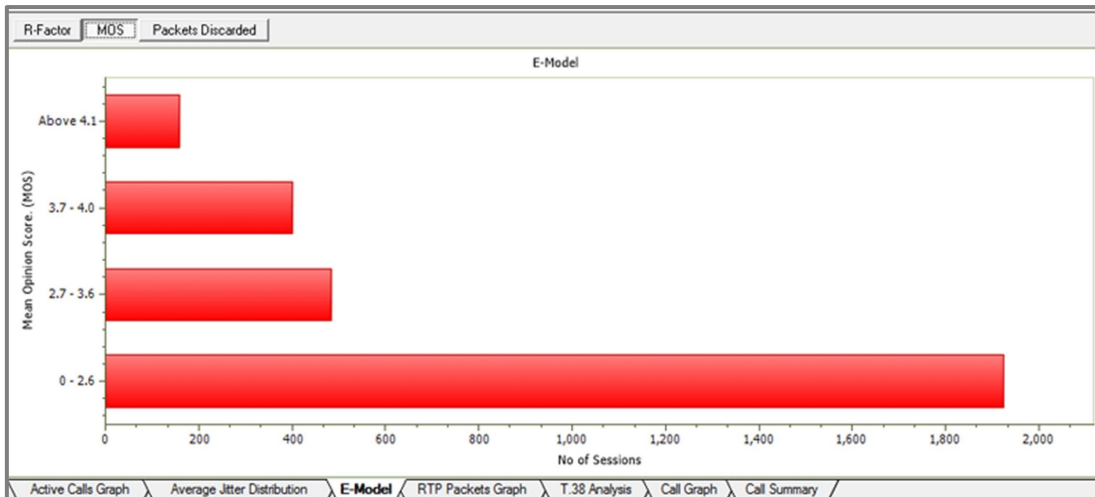 R-Factor MOS Packets Discarded
E-Model
Mean Opinion Score. (MOS)
Above 4.1
3.7 - 4.0
2.7 - 3.6
0 - 2.6
0 200 400 600 800 1,000 1,200 1,400 1,600 1,800 2,000
No of Sessions
Active Calls Graph Average Jitter Distribution E-Model RTP Packets Graph T.38 Analysis Call Graph Call Summary